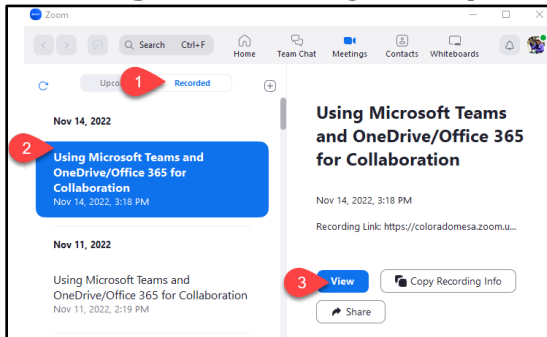 Zoom
Search Ctrl+F
Home
Team Chat
Meetings
Contacts
Whiteboards
1
Recorded
Nov 14, 2022
2
Using Microsoft Teams and
OneDrive/Office 365 for
Collaboration
Nov 14, 2022, 3:18 PM
Nov 11, 2022
Using Microsoft Teams and
OneDrive/Office 365 for Collaboration
Nov 11, 2022, 2:19 PM
Using Microsoft Teams
and OneDrive/Office 365
for Collaboration
Nov 14, 2022, 3:18 PM
Recording Link: https://coloradomesa.zoom.u...
3
View
Copy Recording Info
Share